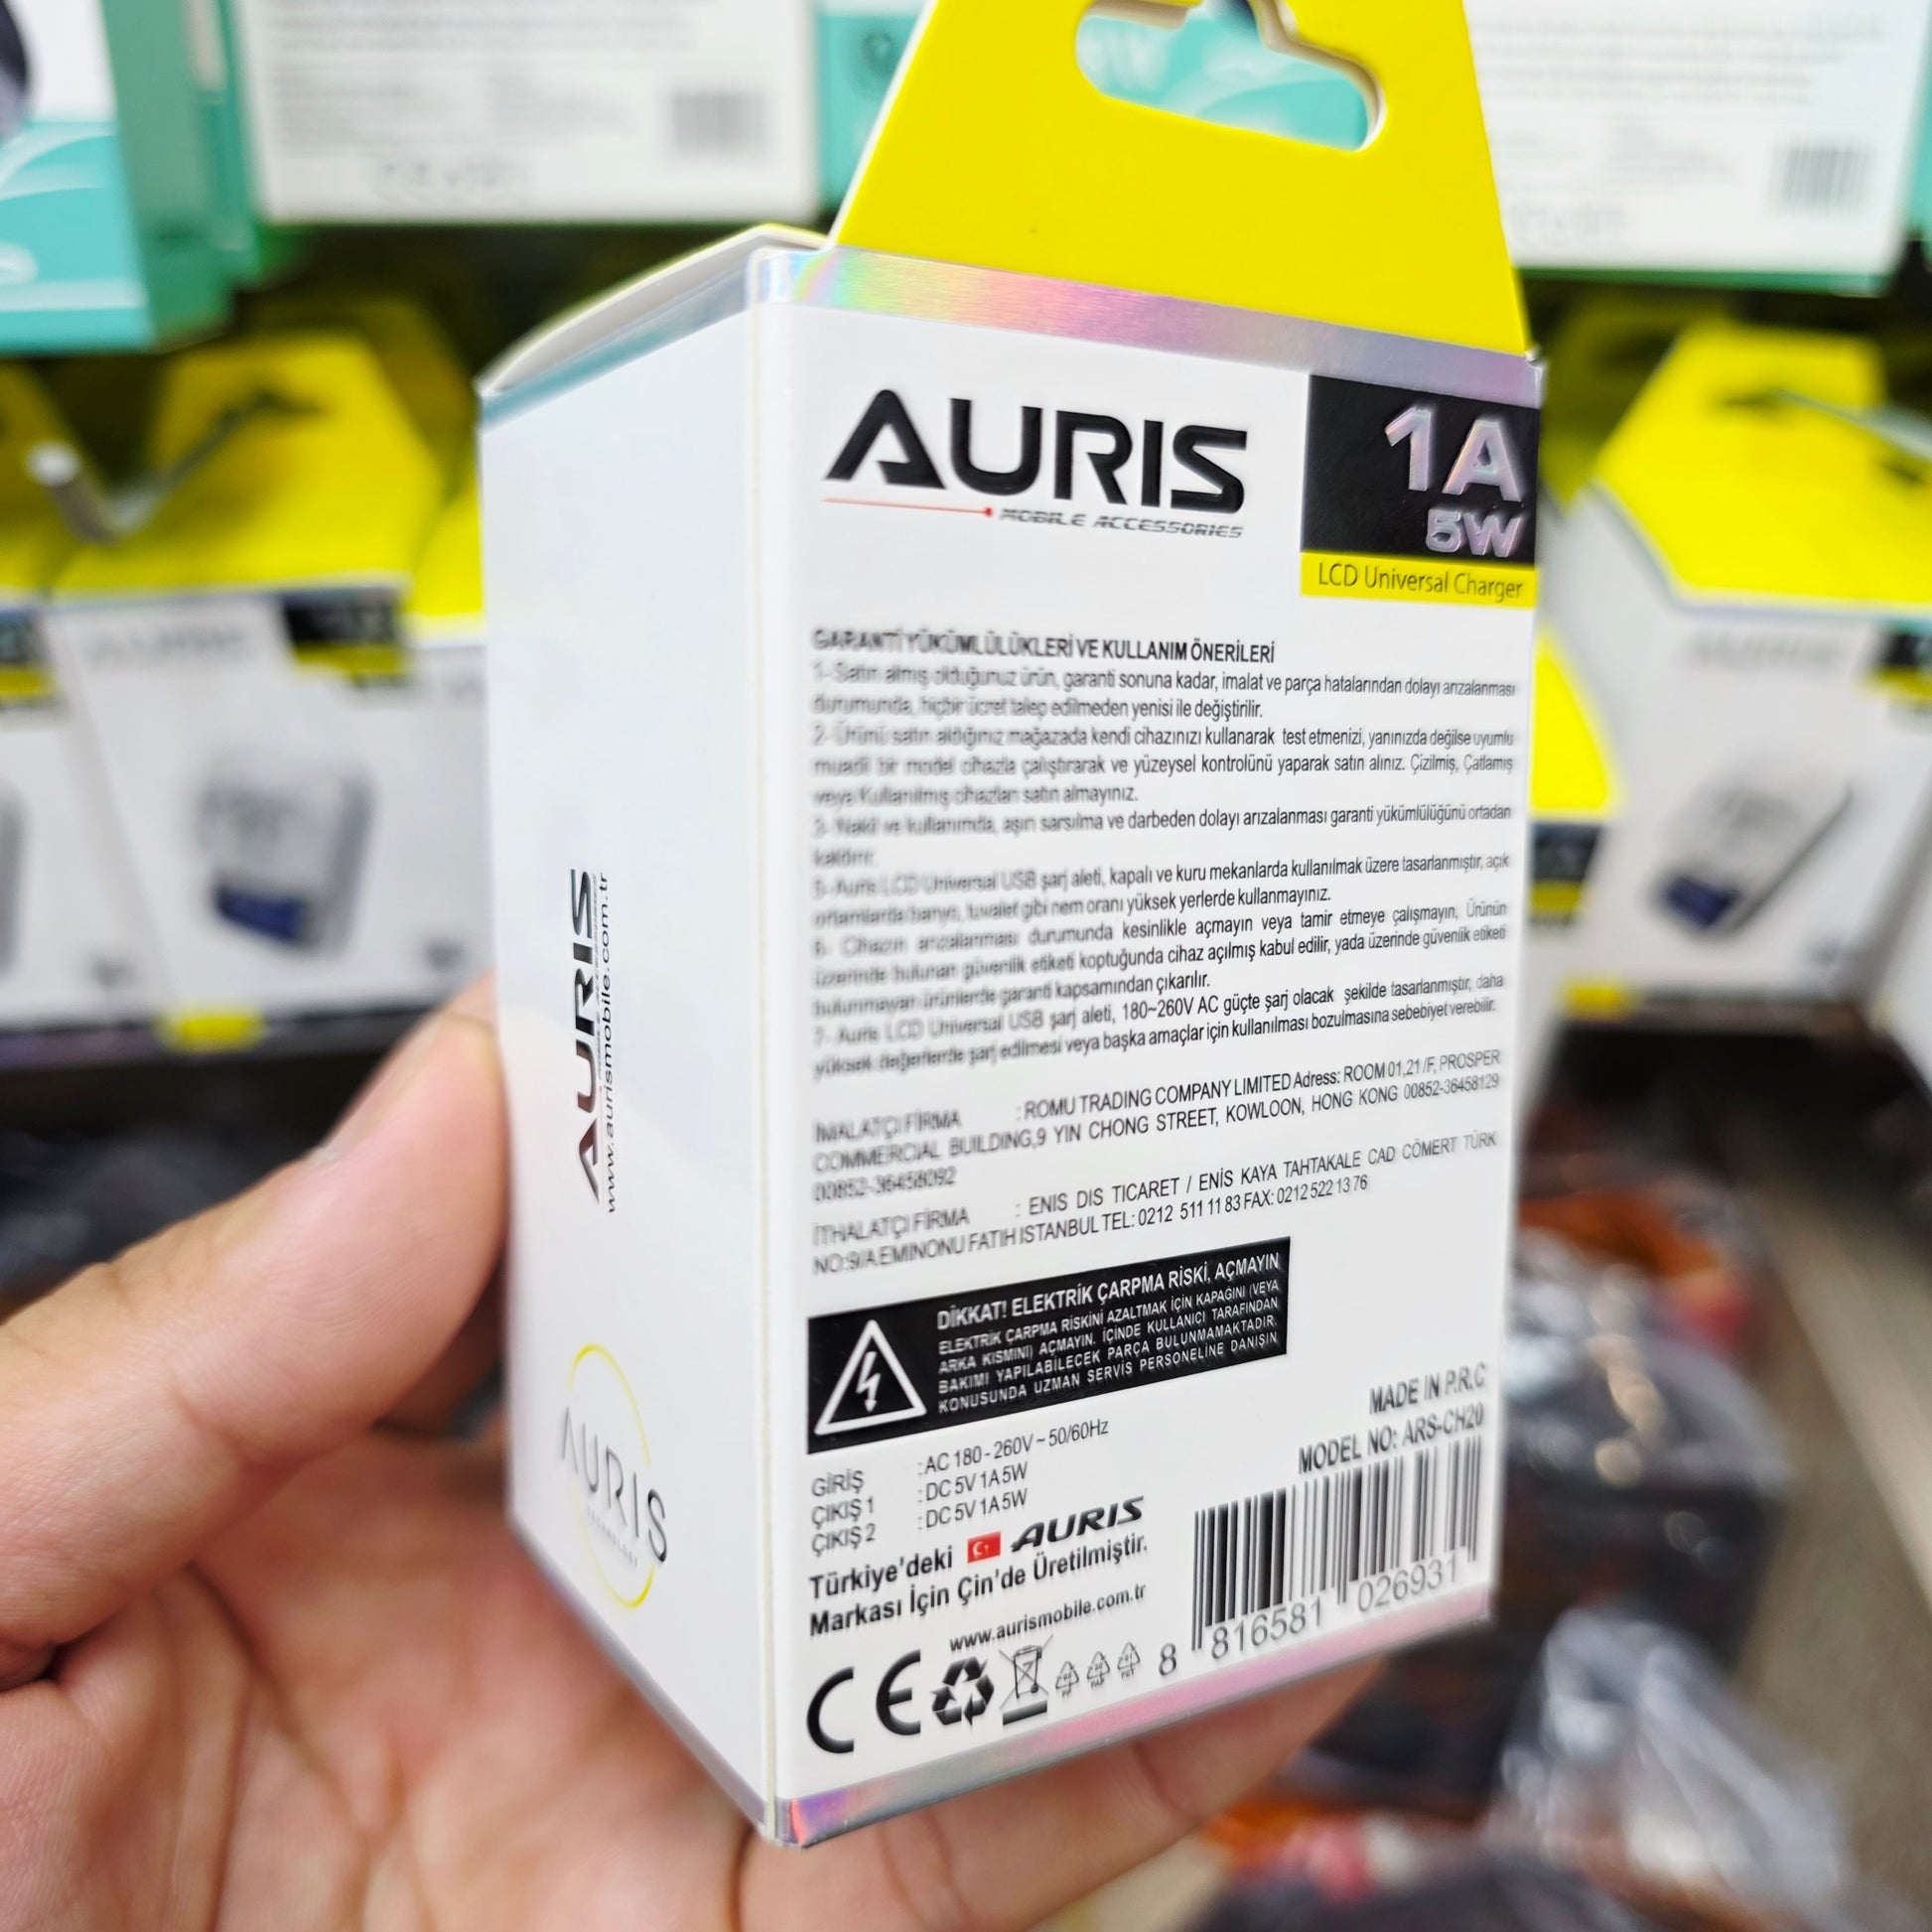 AURIS
MOBILE ACCESSORIES
1A
5W
LCD Universal Charger
GARANTİ YÜKÜMLÜLÜKLERİ VE KULLANIM ÖNERİLERİ
1- Satın almış olduğunuz ürün, garanti sonuna kadar, imalat ve parça hatalarından dolayı arızalanması
durumunda, hiçbir ücret talep edilmeden yenisi ile değiştirilir.
2- Ürünü satın aldığınız mağazada kendi cihazınızı kullanarak test etmenizi, yanınızda değilse uyumlu
muadil bir model cihazla çalıştırarak ve yüzeysel kontrolünü yaparak satın alınız. Çizilmiş, Çatlamış
veya Kullanılmış cihazları satın almayınız.
3- Nakil ve kullanımda, aşırı sarsılma ve darbeden dolayı arızalanması garanti yükümlülüğünü ortadan
kaldırır.
5- Auris LCD Universal USB şarj aleti, kapalı ve kuru mekanlarda kullanılmak üzere tasarlanmıştır, açık
ortamlarda banyo, tuvalet gibi nem oranı yüksek yerlerde kullanmayınız.
6- Cihazın arızalanması durumunda kesinlikle açmayın veya tamir etmeye çalışmayın, Ürünün
üzerinde bulunan güvenlik etiketi koptuğunda cihaz açılmış kabul edilir, yada üzerinde güvenlik etiketi
bulunmayan ürünlerde garanti kapsamından çıkarılır.
7- Auris LCD Universal USB şarj aleti, 180~260V AC güçte şarj olacak şekilde tasarlanmıştır, daha
yüksek değerlerde şarj edilmesi veya başka amaçlar için kullanılması bozulmasına sebebiyet verebilir.
İMALATÇI FİRMA : ROMU TRADING COMPANY LIMITED Adress: ROOM 01,21 /F, PROSPER
COMMERCIAL BUILDING,9 YIN CHONG STREET, KOWLOON, HONG KONG 00852-36458129
00852-36458092
İTHALATÇI FİRMA : ENIS DIS TICARET / ENİS KAYA TAHTAKALE CAD CÖMERT TÜRK
NO:9/A EMINONU FATIH ISTANBUL TEL: 0212 511 11 83 FAX: 0212 522 13 76
DİKKAT! ELEKTRİK ÇARPMA RİSKİ, AÇMAYIN
ELEKTRİK ÇARPMA RİSKİNİ AZALTMAK İÇİN KAPAĞINI (VEYA
ARKA KISMINI) AÇMAYIN. İÇİNDE KULLANICI TARAFINDAN
BAKIMI YAPILABİLECEK PARÇA BULUNMAMAKTADIR.
KONUSUNDA UZMAN SERVİS PERSONELİNE DANIŞIN
GİRİŞ : AC 180 - 260V ~ 50/60Hz
ÇIKIŞ 1 : DC 5V 1A 5W
ÇIKIŞ 2 : DC 5V 1A 5W
MADE IN P.R.C
MODEL NO: ARS-CH20
Türkiye'deki AURIS
Markası İçin Çin'de Üretilmiştir.
www.aurismobile.com.tr
CE
8 816581 026931
AURIS
www.aurismobile.com.tr
AURIS
TECHNOLOGY